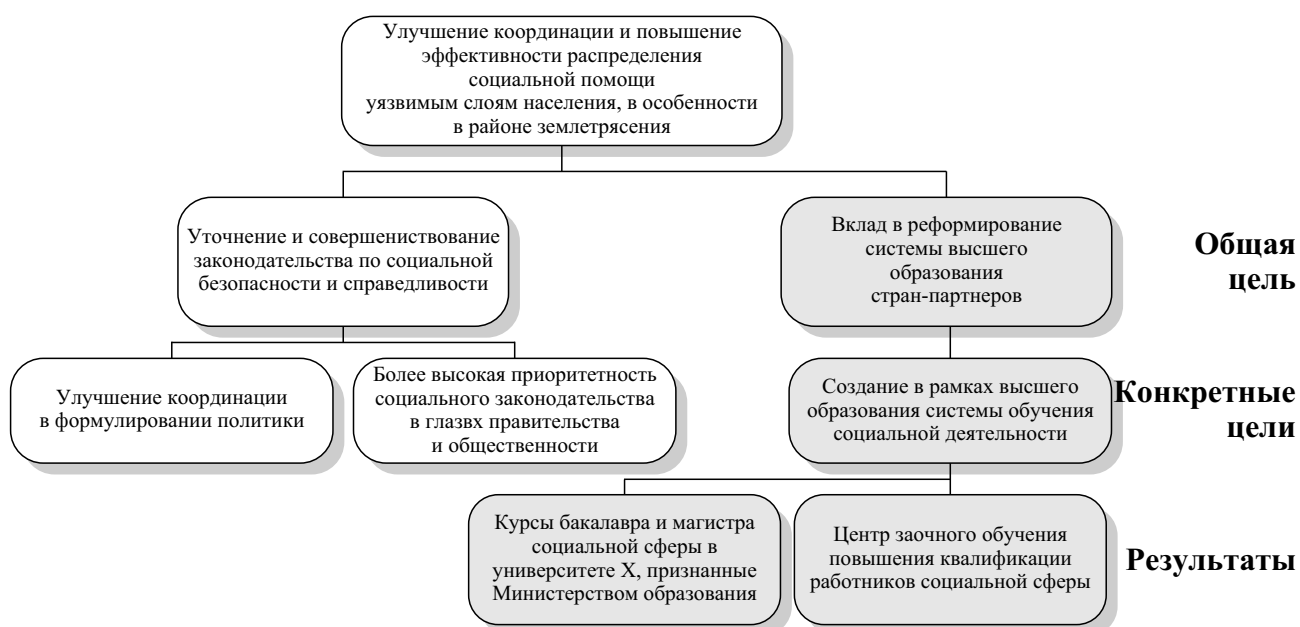 Улучшение координации и повышение
эффективности распределения
социальной помощи
уязвимым слоям населения, в особенности
в районе землетрясения
Уточнение и совершениствование
законодательства по социальной
безопасности и справедливости
Вклад в реформирование
системы высшего
образования
стран-партнеров
Общая
цель
Улучшение координации
в формулировании политики
Более высокая приоритетность
социального законодательства
в глазвх правительства
и общественности
Создание в рамках высшего
образования системы обучения
социальной деятельности
Конкретные
цели
Курсы бакалавра и магистра
социальной сферы в
университете X, признанные
Министерством образования
Центр заочного обучения
повышения квалификации
работников социальной сферы
Результаты